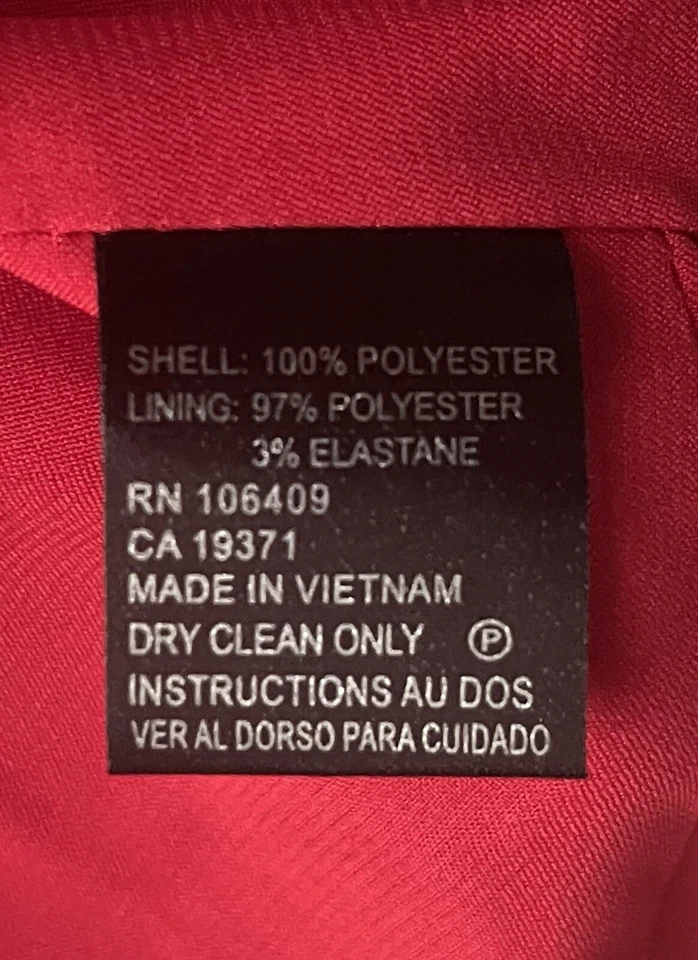 SHELL: 100% POLYESTER
LINING: 97% POLYESTER
3% ELASTANE
RN 106409
CA 19371
MADE IN VIETNAM
DRY CLEAN ONLY Ⓟ
INSTRUCTIONS AU DOS
VER AL DORSO PARA CUIDADO